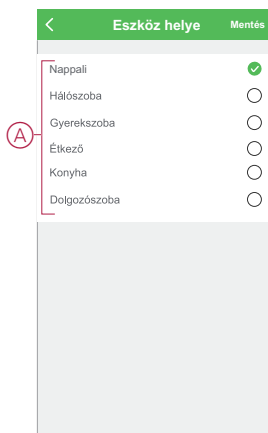 Eszköz helye Mentés
Nappali
Hálószoba
Gyerekszoba
A
Étkező
Konyha
Dolgozószoba